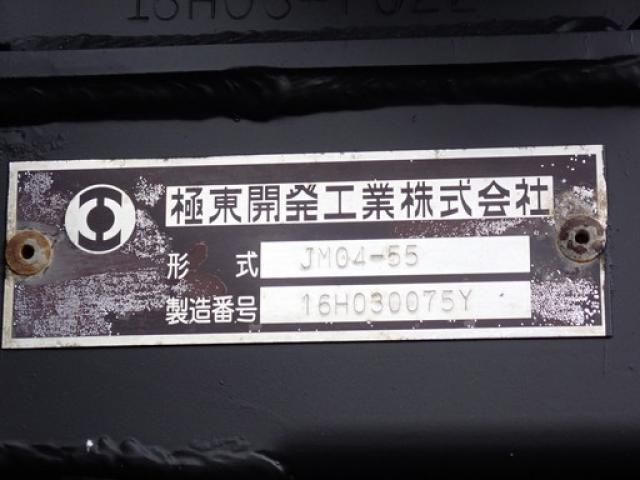 極東開発工業株式会社
形 式 JM04-55
製造番号 16H030075Y